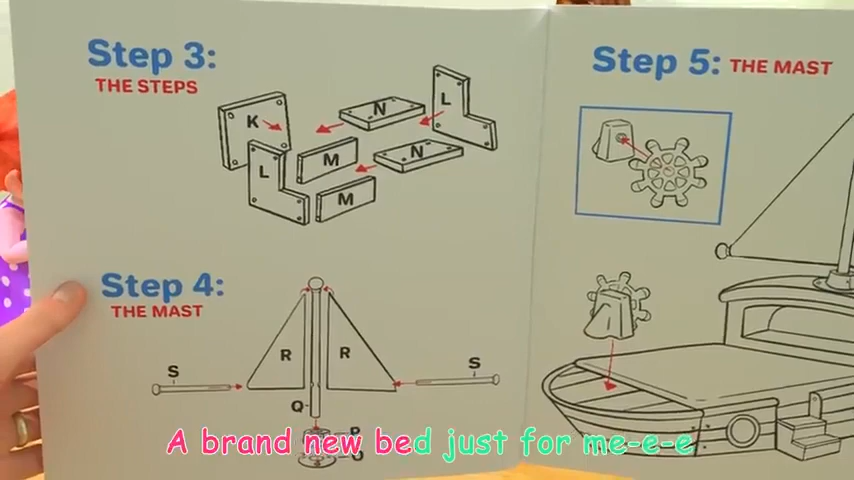 Step 3:
THE STEPS
K
N
L
M
N
L
M
Step 4:
THE MAST
R
R
S
S
Q
P
Step 5: THE MAST
A brand new bed just for me-e-e